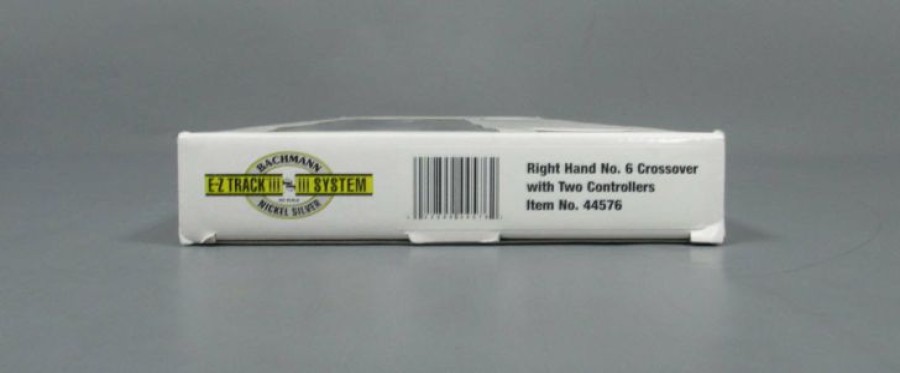 BACHMANN
E-Z TRACK SYSTEM
NICKEL SILVER
Right Hand No. 6 Crossover
with Two Controllers
Item No. 44576